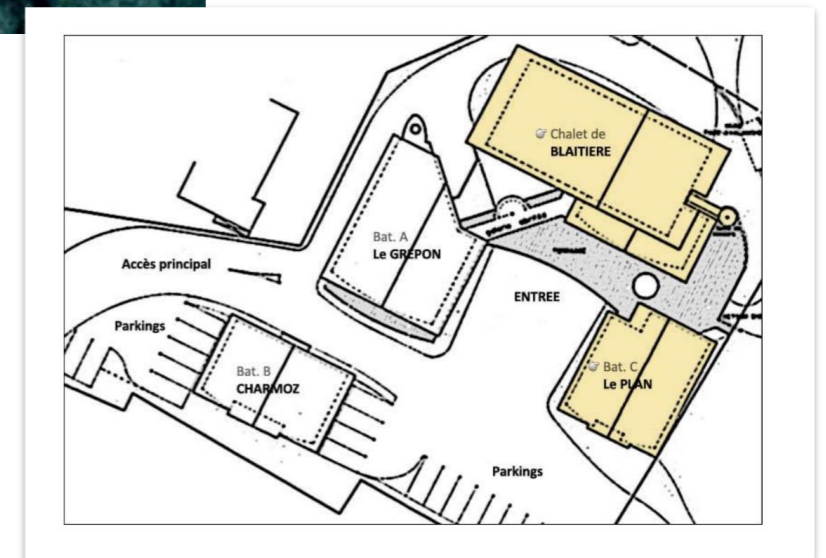 Chalet de
BLAITIERE
Bat. A
Le GREPON
Accès principal
ENTREE
Parkings
Bat. B
CHARMOZ
Bat. C
Le PLAN
Parkings